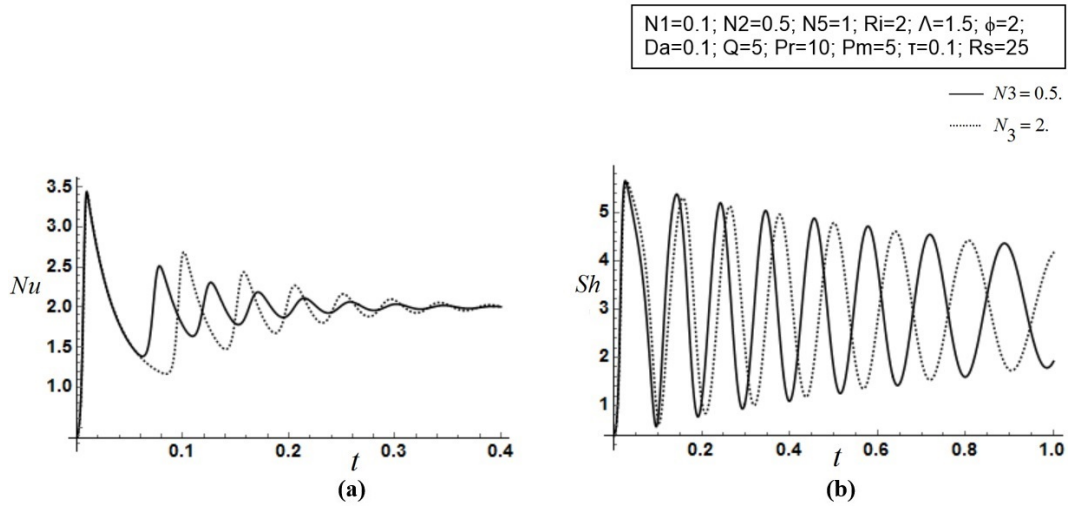 N1=0.1; N2=0.5; N5=1; Ri=2; Λ=1.5; ϕ=2;
Da=0.1; Q=5; Pr=10; Pm=5; τ=0.1; Rs=25
N3 = 0.5.
N3 = 2.
3.5
3.0
2.5
Nu
2.0
1.5
1.0
0.1
0.2
0.3
0.4
t
(a)
5
4
Sh
3
2
1
0.2
0.4
0.6
0.8
1.0
t
(b)